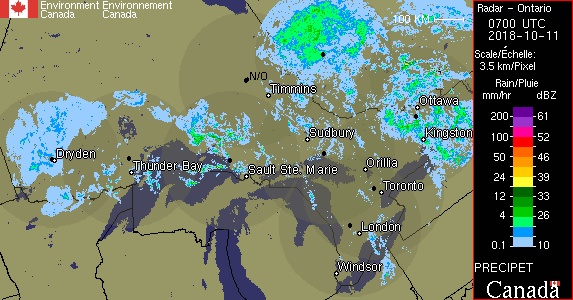 Environment Environnement
Canada Canada
100 KM
N/O
Timmins
Ottawa
Sudbury
Kingston
Dryden
Thunder Bay
Sault Ste. Marie
Orillia
Toronto
London
Windsor
Radar - Ontario
0700 UTC
2018-10-11
Scale/Échelle:
3.5 km/Pixel
Rain/Pluie
mm/hr dBZ
200 61
100 52
50 46
24 39
12 33
4 26
0.1 10
PRECIPET
Canada